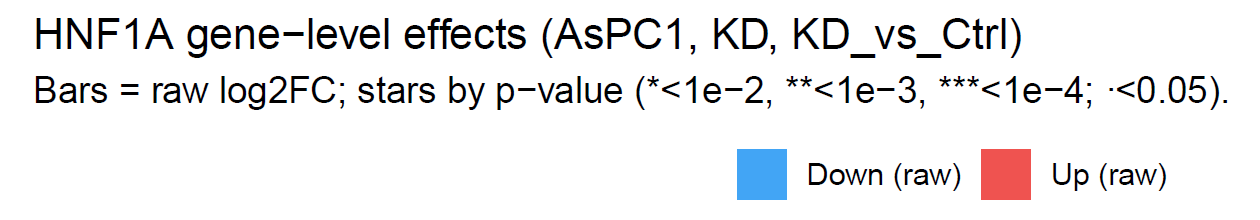 HNF1A gene−level effects (AsPC1, KD, KD_vs_Ctrl)
Bars = raw log2FC; stars by p−value (*<1e−2, **<1e−3, ***<1e−4; ·<0.05).
Down (raw) Up (raw)